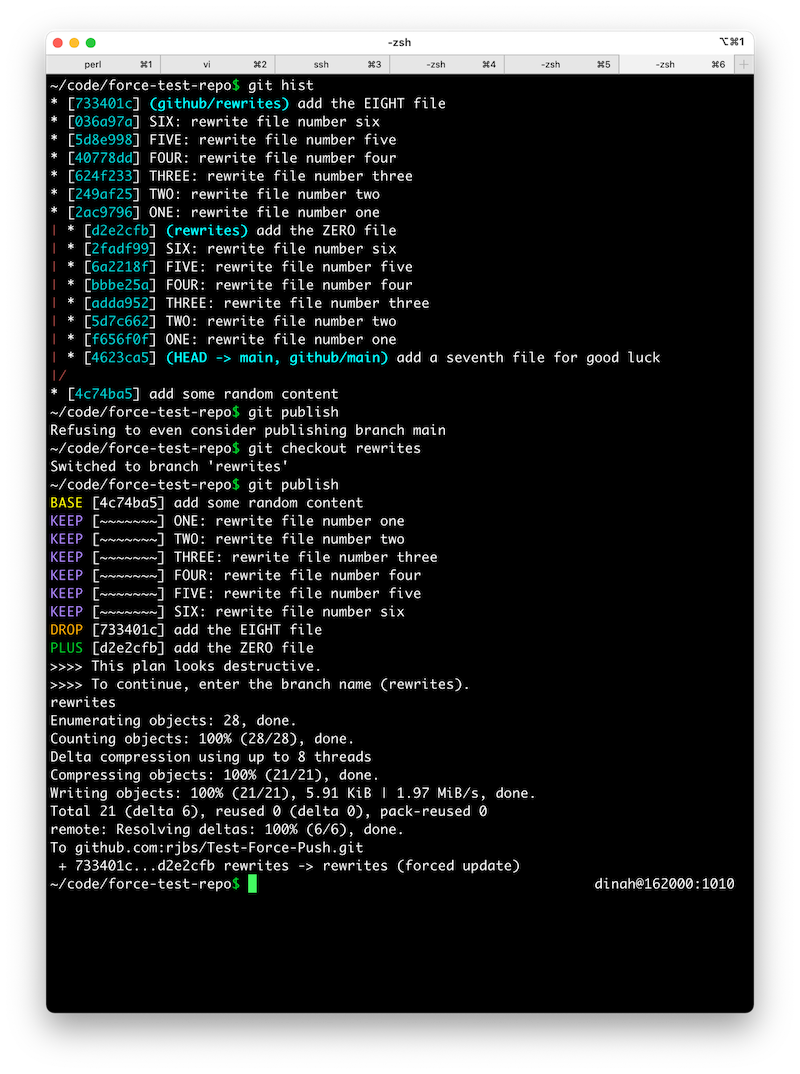 -zsh ⌥⌘1
perl ⌘1 vi ⌘2 ssh ⌘3 -zsh ⌘4 -zsh ⌘5 -zsh ⌘6 +
~/code/force-test-repo$ git hist
* [733401c] (github/rewrites) add the EIGHT file
* [036a97a] SIX: rewrite file number six
* [5d8e998] FIVE: rewrite file number five
* [40778dd] FOUR: rewrite file number four
* [624f233] THREE: rewrite file number three
* [249af25] TWO: rewrite file number two
* [2ac9796] ONE: rewrite file number one
| * [d2e2cfb] (rewrites) add the ZERO file
| * [2fadf99] SIX: rewrite file number six
| * [6a2218f] FIVE: rewrite file number five
| * [bbbe25a] FOUR: rewrite file number four
| * [adda952] THREE: rewrite file number three
| * [5d7c662] TWO: rewrite file number two
| * [f656f0f] ONE: rewrite file number one
| * [4623ca5] (HEAD -> main, github/main) add a seventh file for good luck
|/
* [4c74ba5] add some random content
~/code/force-test-repo$ git publish
Refusing to even consider publishing branch main
~/code/force-test-repo$ git checkout rewrites
Switched to branch 'rewrites'
~/code/force-test-repo$ git publish
BASE [4c74ba5] add some random content
KEEP [~~~~~~~] ONE: rewrite file number one
KEEP [~~~~~~~] TWO: rewrite file number two
KEEP [~~~~~~~] THREE: rewrite file number three
KEEP [~~~~~~~] FOUR: rewrite file number four
KEEP [~~~~~~~] FIVE: rewrite file number five
KEEP [~~~~~~~] SIX: rewrite file number six
DROP [733401c] add the EIGHT file
PLUS [d2e2cfb] add the ZERO file
>>>> This plan looks destructive.
>>>> To continue, enter the branch name (rewrites).
rewrites
Enumerating objects: 28, done.
Counting objects: 100% (28/28), done.
Delta compression using up to 8 threads
Compressing objects: 100% (21/21), done.
Writing objects: 100% (21/21), 5.91 KiB | 1.97 MiB/s, done.
Total 21 (delta 6), reused 0 (delta 0), pack-reused 0
remote: Resolving deltas: 100% (6/6), done.
To github.com:rjbs/Test-Force-Push.git
 + 733401c...d2e2cfb rewrites -> rewrites (forced update)
~/code/force-test-repo$ dinah@162000:1010